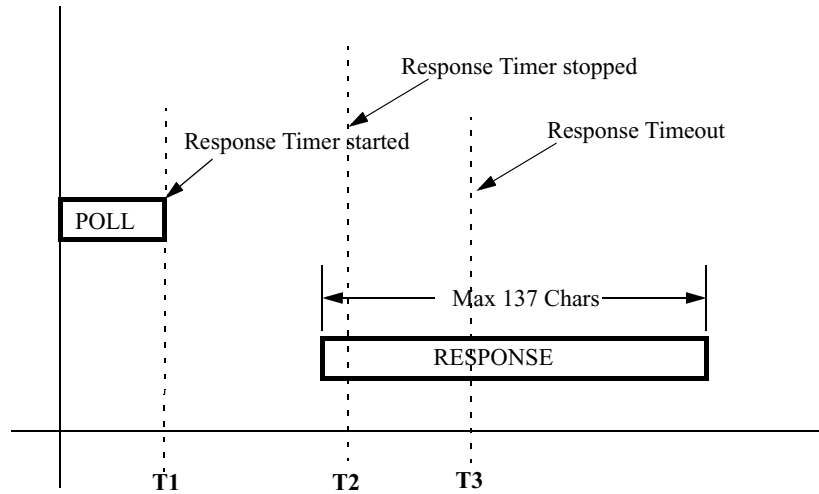 Response Timer stopped
Response Timer started
Response Timeout
POLL
Max 137 Chars
RESPONSE
T1
T2
T3